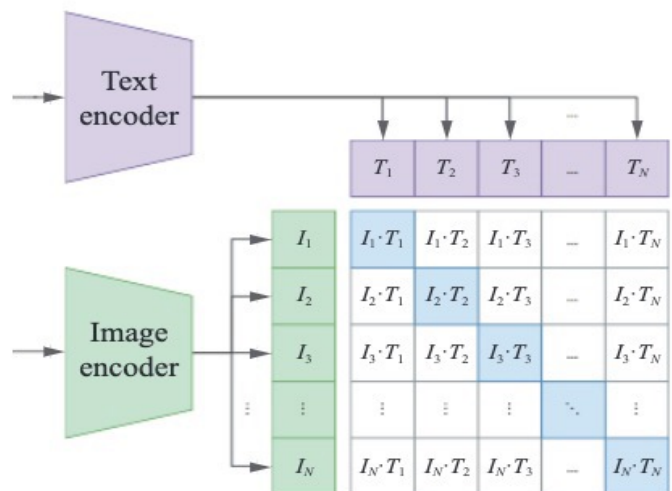 Text
encoder
...
T₁ T₂ T₃ ... T_N
I₁ I₁·T₁ I₁·T₂ I₁·T₃ ... I₁·T_N
I₂ I₂·T₁ I₂·T₂ I₂·T₃ ... I₂·T_N
Image
encoder
I₃ I₃·T₁ I₃·T₂ I₃·T₃ ... I₃·T_N
⋮ ⋮ ⋮ ⋮ ⋮ ⋱ ⋮
I_N I_N·T₁ I_N·T₂ I_N·T₃ ... I_N·T_N